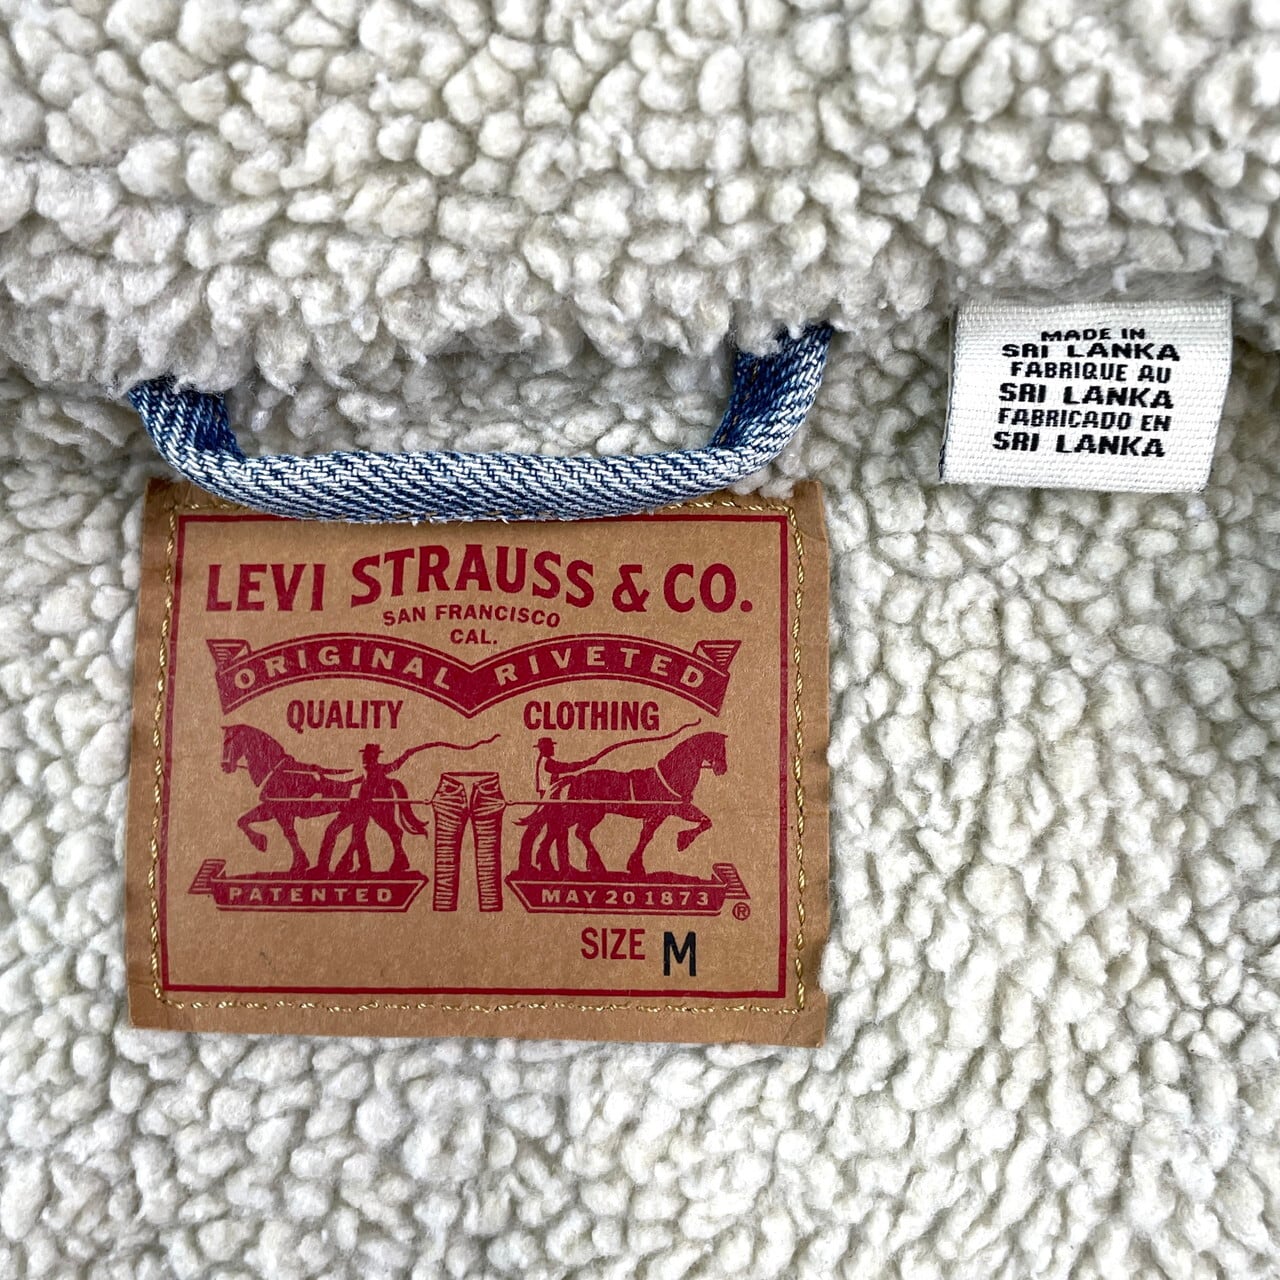 MADE IN
SRI LANKA
FABRIQUE AU
SRI LANKA
FABRICADO EN
SRI LANKA
LEVI STRAUSS & CO.
SAN FRANCISCO
CAL.
ORIGINAL RIVETED
QUALITY CLOTHING
PATENTED MAY 20 1873 ®
SIZE M